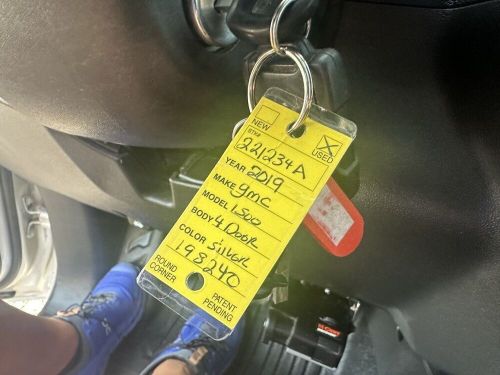 NEW
USED
STK#
221234A
YEAR 2019
MAKE gmc
MODEL 1500
BODY 4 Door
COLOR silver
198240
ROUND CORNER
PATENT PENDING